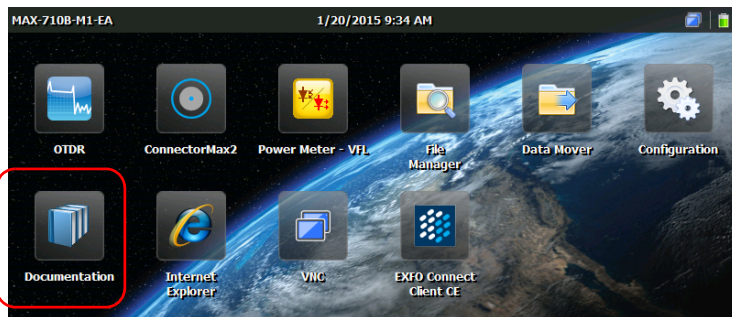 MAX-710B-M1-EA 1/20/2015 9:34 AM
OTDR ConnectorMax2 Power Meter - VFL File Manager Data Mover Configuration
Documentation Internet Explorer VNC EXFO Connect Client CE